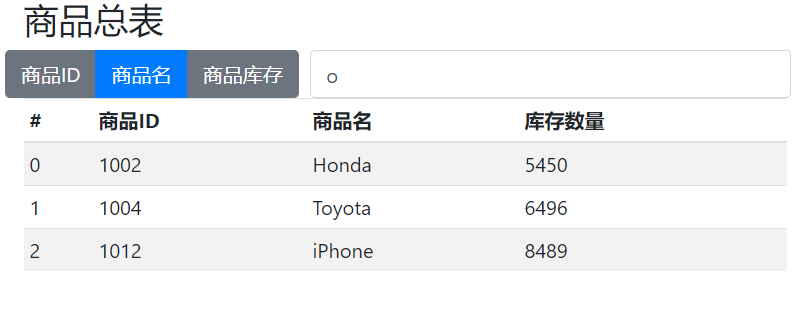 商品总表
商品ID 商品名 商品库存 o
# 商品ID 商品名 库存数量
0 1002 Honda 5450
1 1004 Toyota 6496
2 1012 iPhone 8489